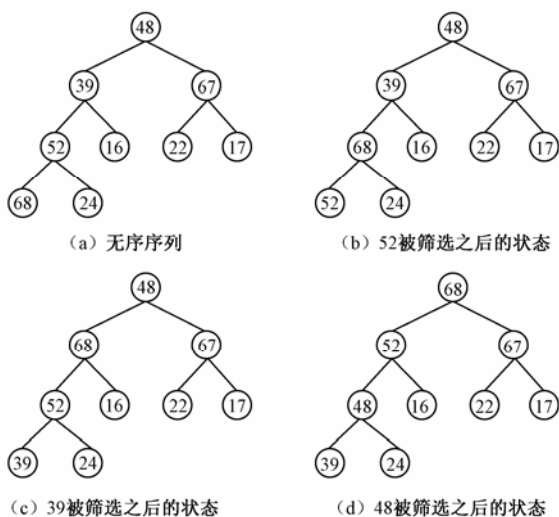 48 48
39 67 39 67
52 16 22 17 68 16 22 17
68 24 52 24
(a) 无序序列 (b) 52被筛选之后的状态
48 68
68 67 52 67
52 16 22 17 48 16 22 17
39 24 39 24
(c) 39被筛选之后的状态 (d) 48被筛选之后的状态